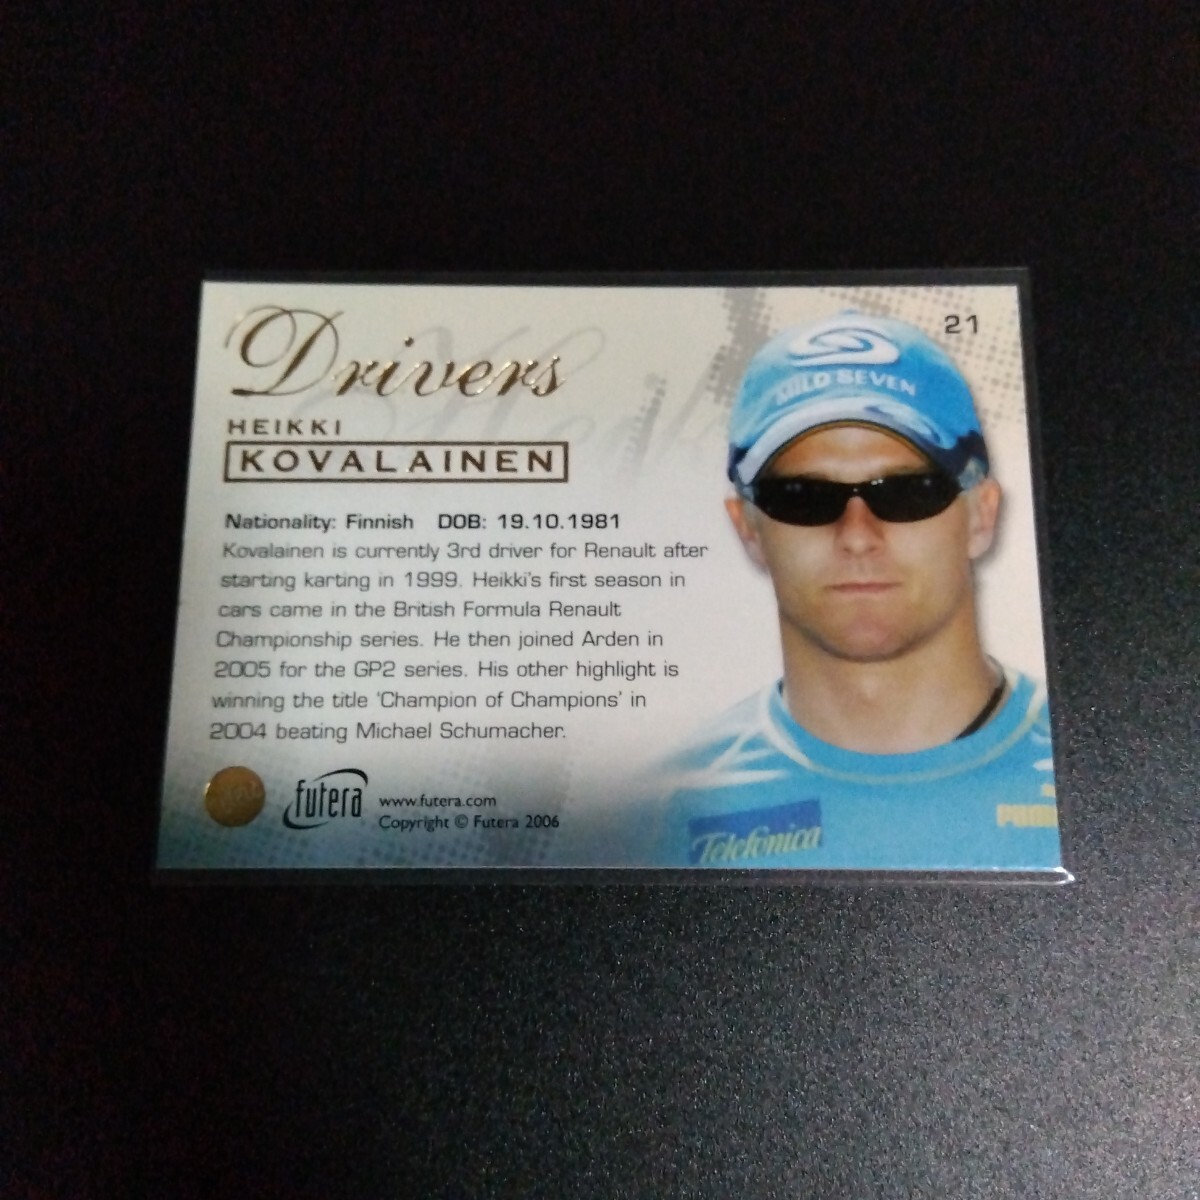 Drivers
21
HEIKKI
KOVALAINEN
Nationality: Finnish DOB: 19.10.1981
Kovalainen is currently 3rd driver for Renault after
starting karting in 1999. Heikki's first season in
cars came in the British Formula Renault
Championship series. He then joined Arden in
2005 for the GP2 series. His other highlight is
winning the title 'Champion of Champions' in
2004 beating Michael Schumacher.
futera
www.futera.com
Copyright © Futera 2006
MILD SEVEN
Telefonica